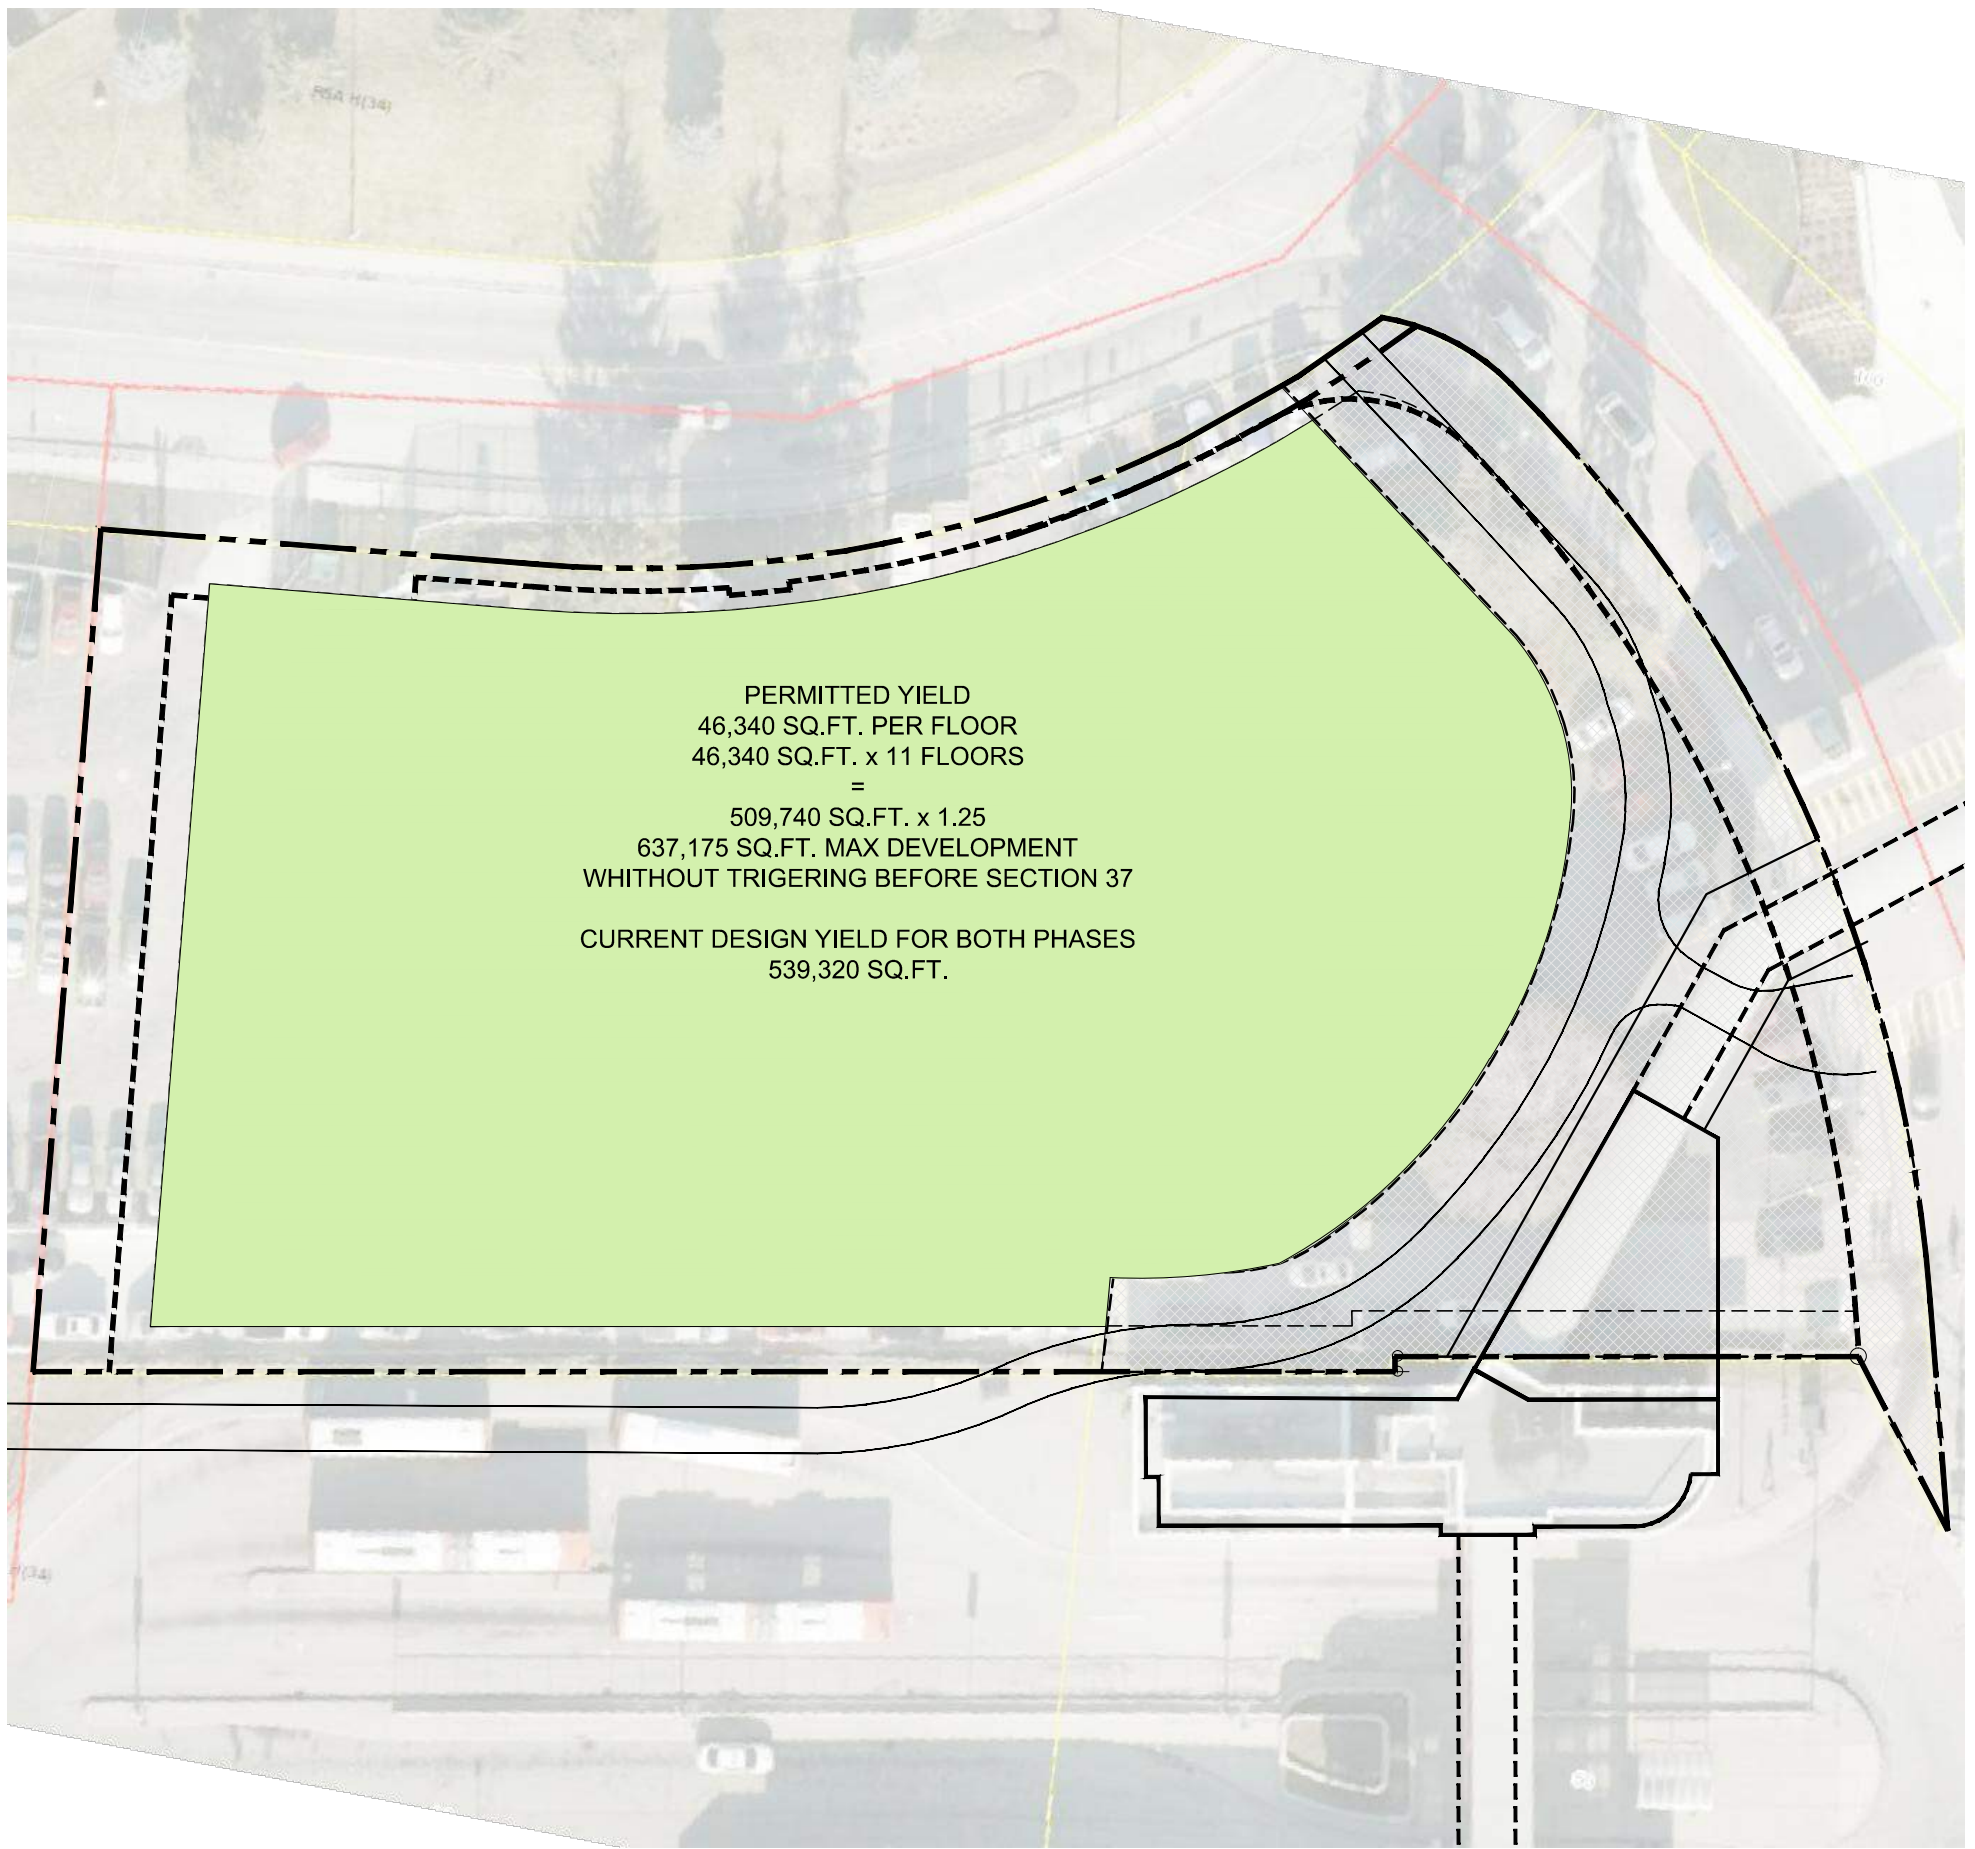 R5A H(34)
PERMITTED YIELD
46,340 SQ.FT. PER FLOOR
46,340 SQ.FT. x 11 FLOORS
=
509,740 SQ.FT. x 1.25
637,175 SQ.FT. MAX DEVELOPMENT
WHITHOUT TRIGERING BEFORE SECTION 37
CURRENT DESIGN YIELD FOR BOTH PHASES
539,320 SQ.FT.